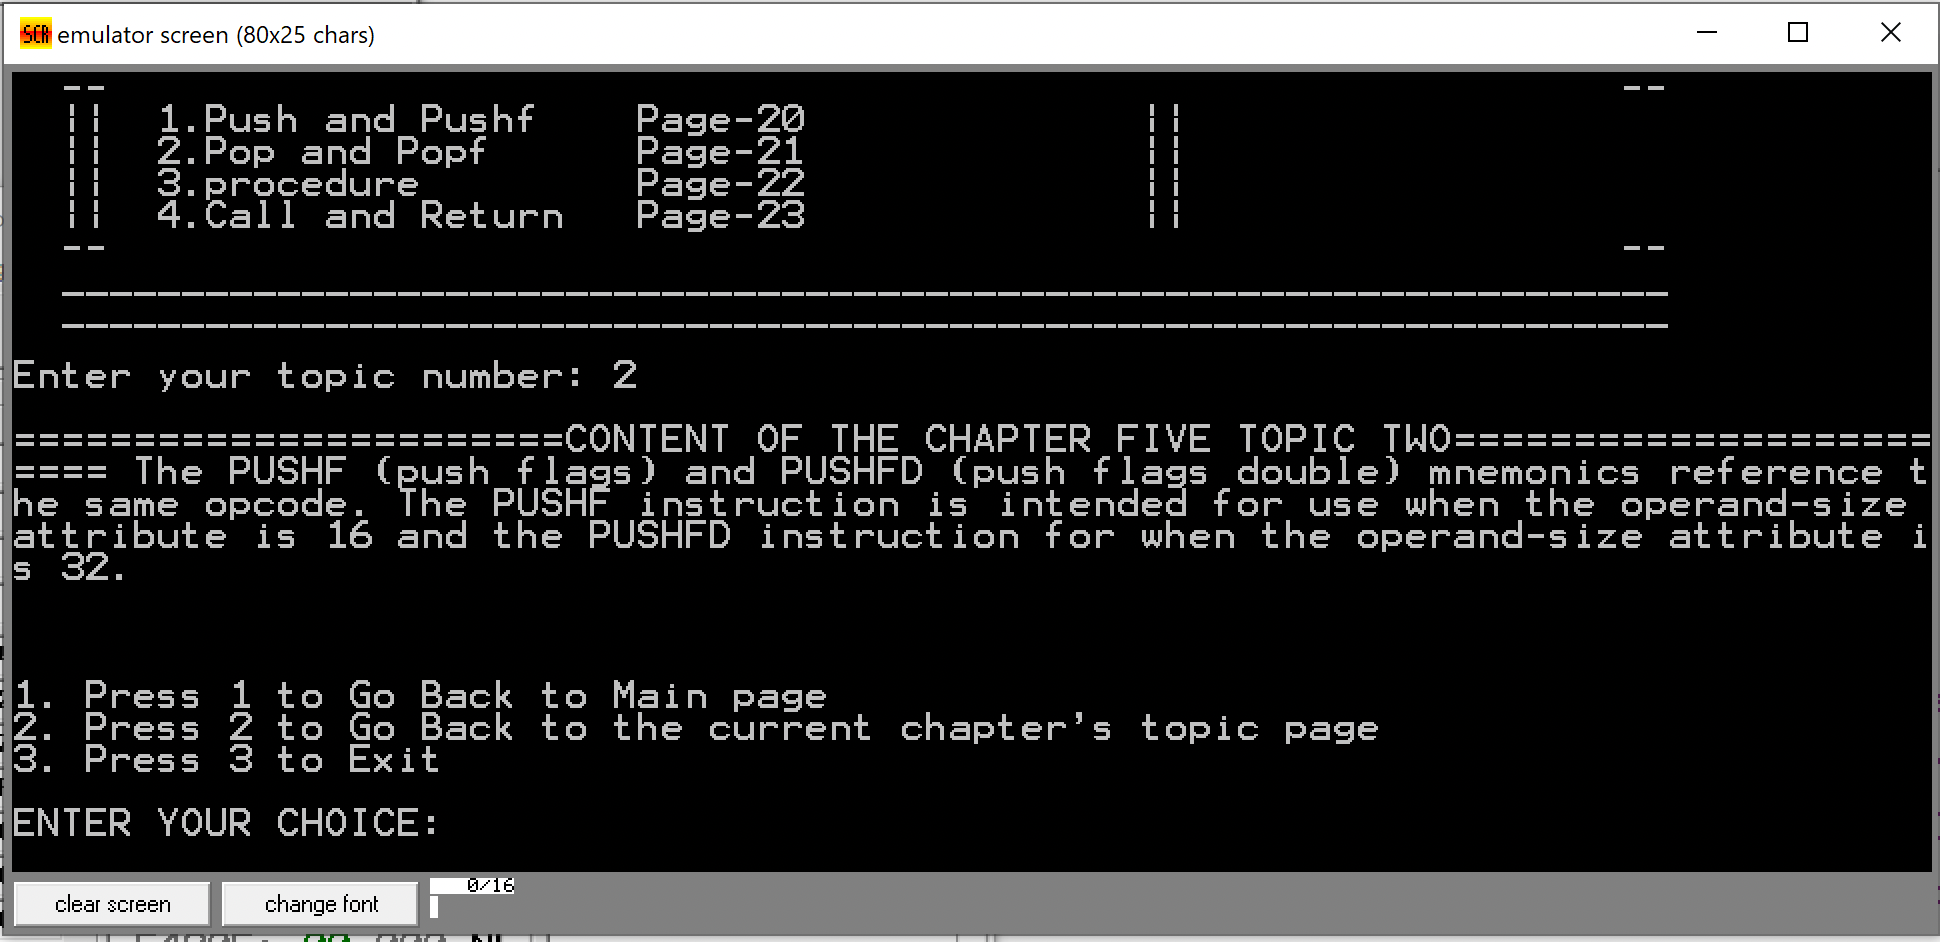 SCR emulator screen (80x25 chars)
-- --
|| 1.Push and Pushf Page-20 ||
|| 2.Pop and Popf Page-21 ||
|| 3.procedure Page-22 ||
|| 4.Call and Return Page-23 ||
-- --
-------------------------------------------------------------------
-------------------------------------------------------------------
Enter your topic number: 2
=======================CONTENT OF THE CHAPTER FIVE TOPIC TWO====================
==== The PUSHF (push flags) and PUSHFD (push flags double) mnemonics reference t
he same opcode. The PUSHF instruction is intended for use when the operand-size
attribute is 16 and the PUSHFD instruction for when the operand-size attribute i
s 32.
1. Press 1 to Go Back to Main page
2. Press 2 to Go Back to the current chapter's topic page
3. Press 3 to Exit
ENTER YOUR CHOICE:
clear screen change font 0/16